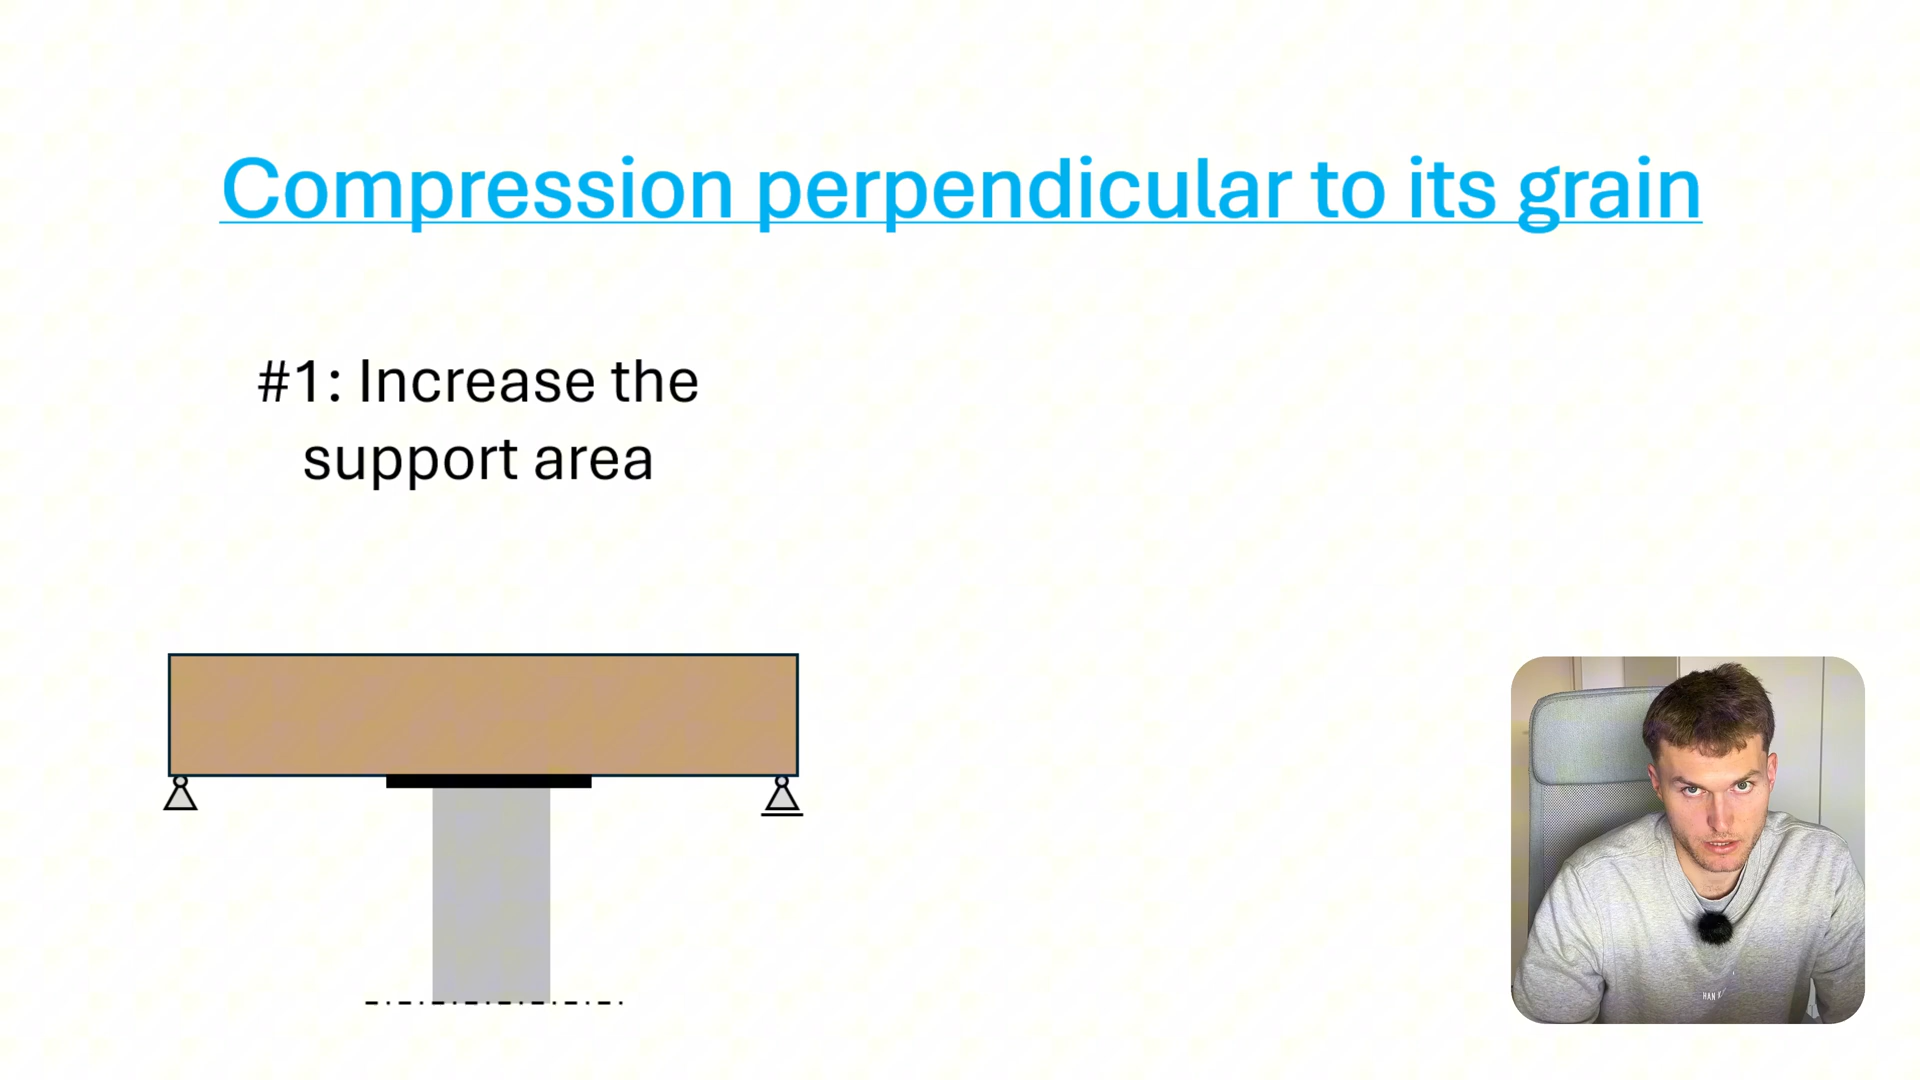 Compression perpendicular to its grain
#1: Increase the
support area